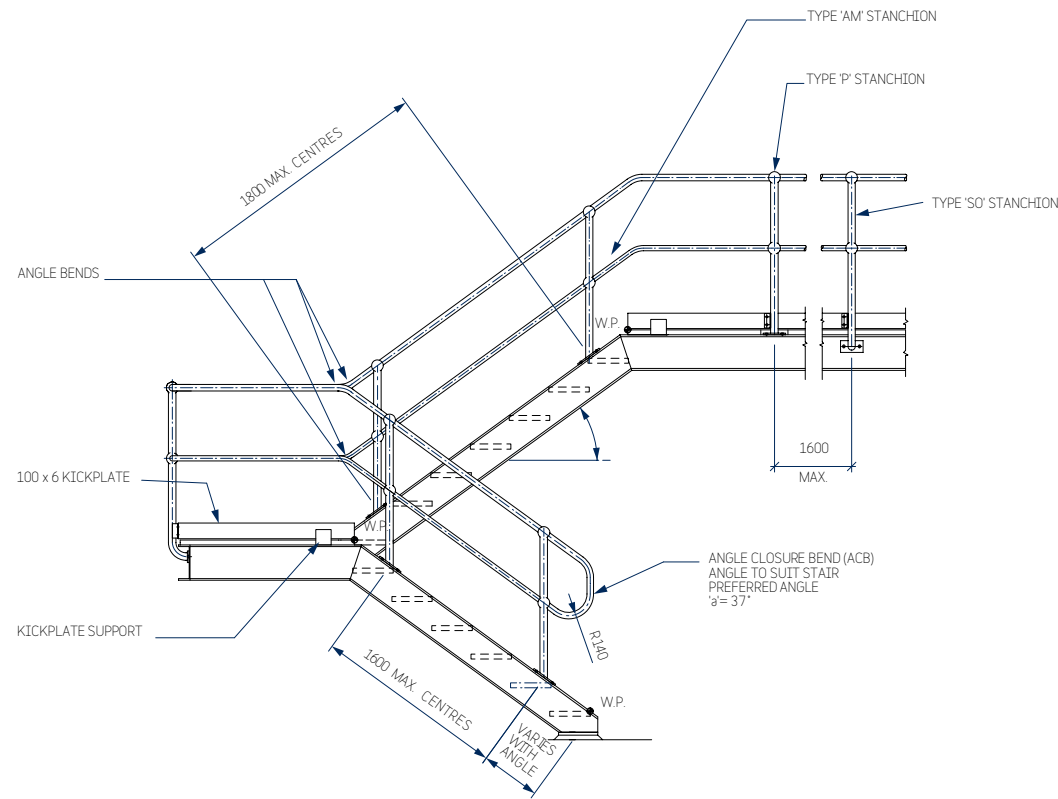 TYPE 'AM' STANCHION
TYPE 'P' STANCHION
1800 MAX. CENTRES
TYPE 'SO' STANCHION
ANGLE BENDS
W.P.
1600
MAX.
100 x 6 KICKPLATE
W.P.
ANGLE CLOSURE BEND (ACB)
ANGLE TO SUIT STAIR
PREFERRED ANGLE
'a'= 37°
KICKPLATE SUPPORT
R140
1600 MAX. CENTRES
W.P.
VARIES
WITH
ANGLE